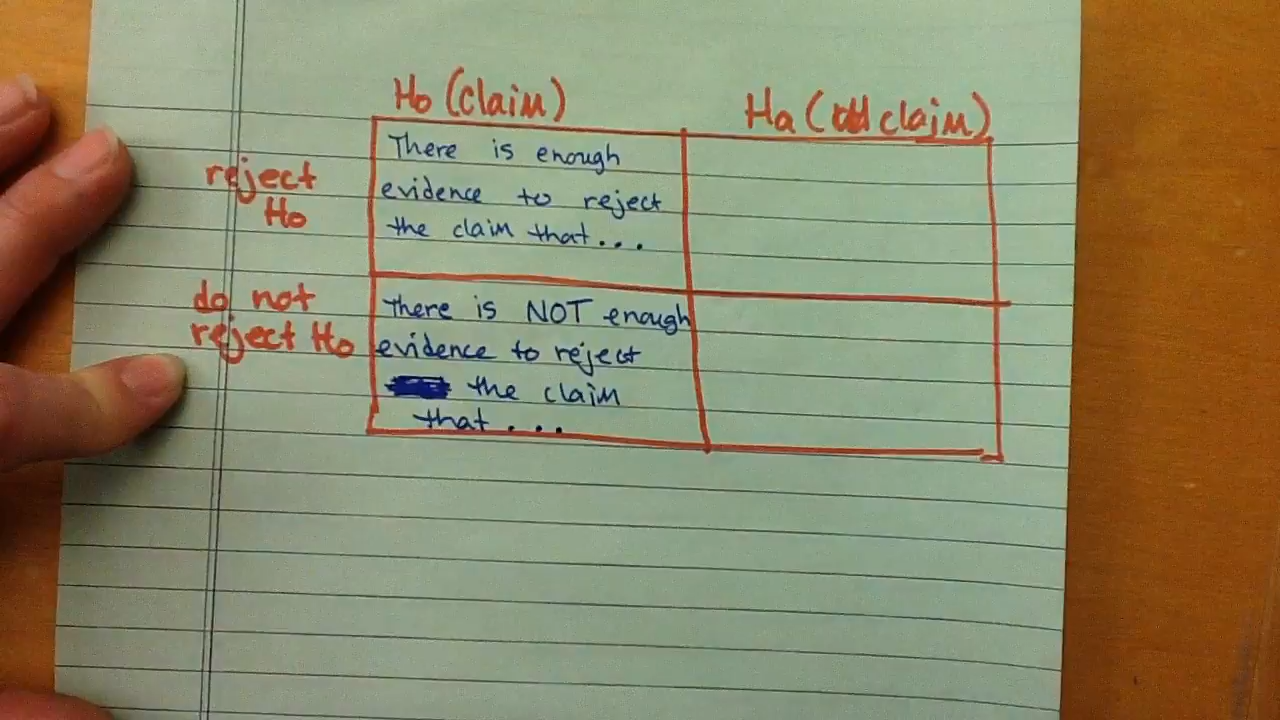 Ho (claim)
Ha ( claim)
reject
Ho
There is enough
evidence to reject
the claim that...
do not
reject Ho
There is NOT enough
evidence to reject
the claim
that ...